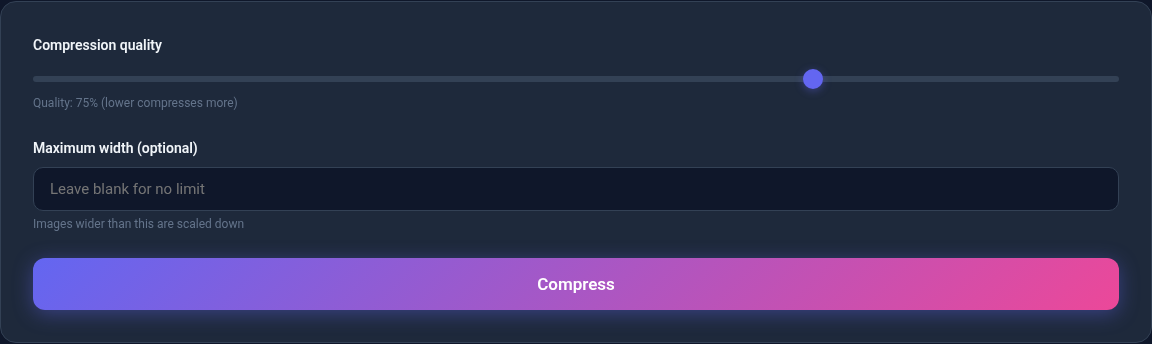 Compression quality
Quality: 75% (lower compresses more)
Maximum width (optional)
Leave blank for no limit
Images wider than this are scaled down
Compress